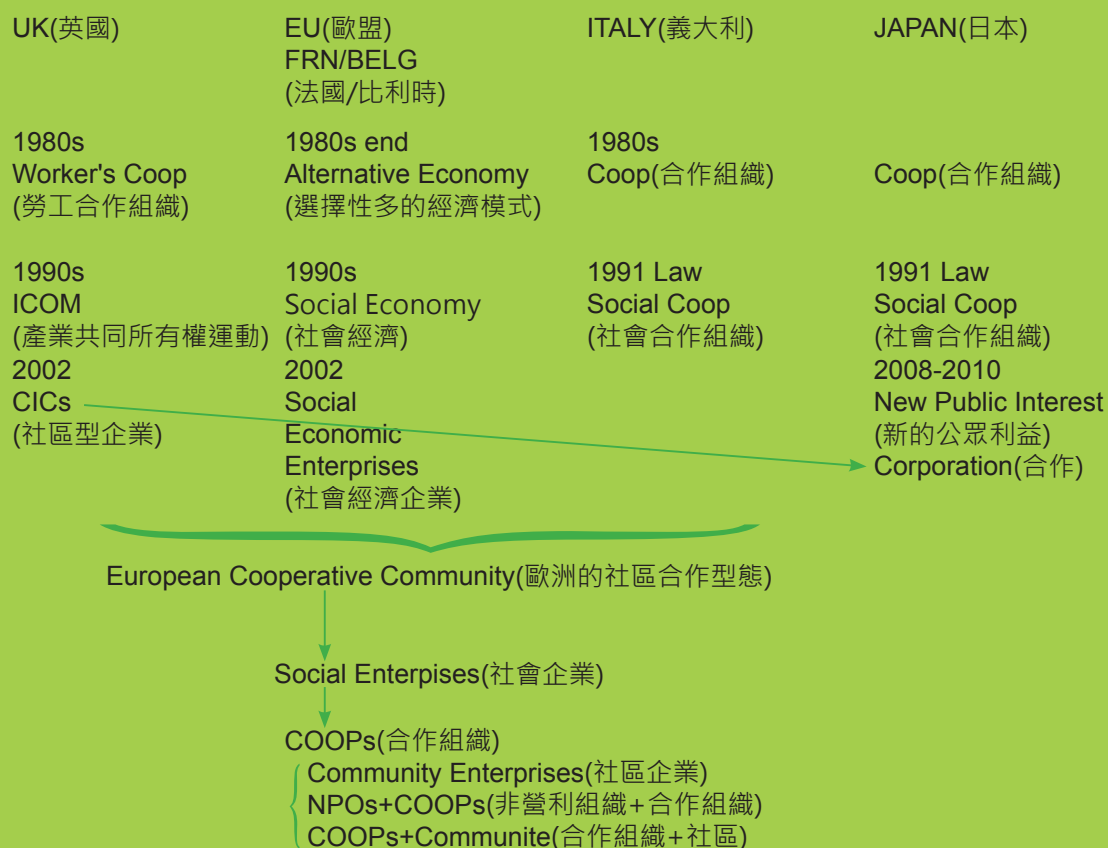 UK(英國)
EU(歐盟)
FRN/BELG
(法國/比利時)
ITALY(義大利)
JAPAN(日本)
1980s
Worker's Coop
(勞工合作組織)
1980s end
Alternative Economy
(選擇性多的經濟模式)
1980s
Coop(合作組織)
Coop(合作組織)
1990s
ICOM
(產業共同所有權運動)
2002
CICs
(社區型企業)
1990s
Social Economy
(社會經濟)
2002
Social
Economic
Enterprises
(社會經濟企業)
1991 Law
Social Coop
(社會合作組織)
1991 Law
Social Coop
(社會合作組織)
2008-2010
New Public Interest
(新的公眾利益)
Corporation(合作)
European Cooperative Community(歐洲的社區合作型態)
Social Enterpises(社會企業)
COOPs(合作組織)
Community Enterprises(社區企業)
NPOs+COOPs(非營利組織+合作組織)
COOPs+Communite(合作組織+社區)